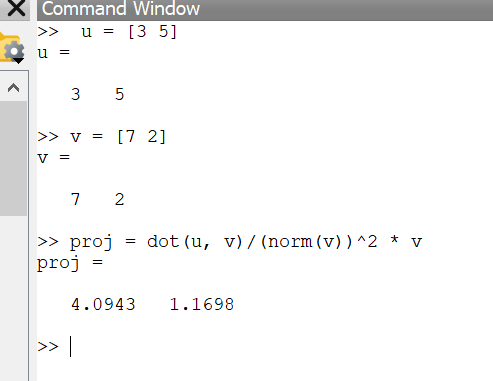 Command Window
>>  u = [3 5]
u =
3   5
>> v = [7 2]
v =
7   2
>> proj = dot(u, v)/(norm(v))^2 * v
proj =
4.0943   1.1698
>>